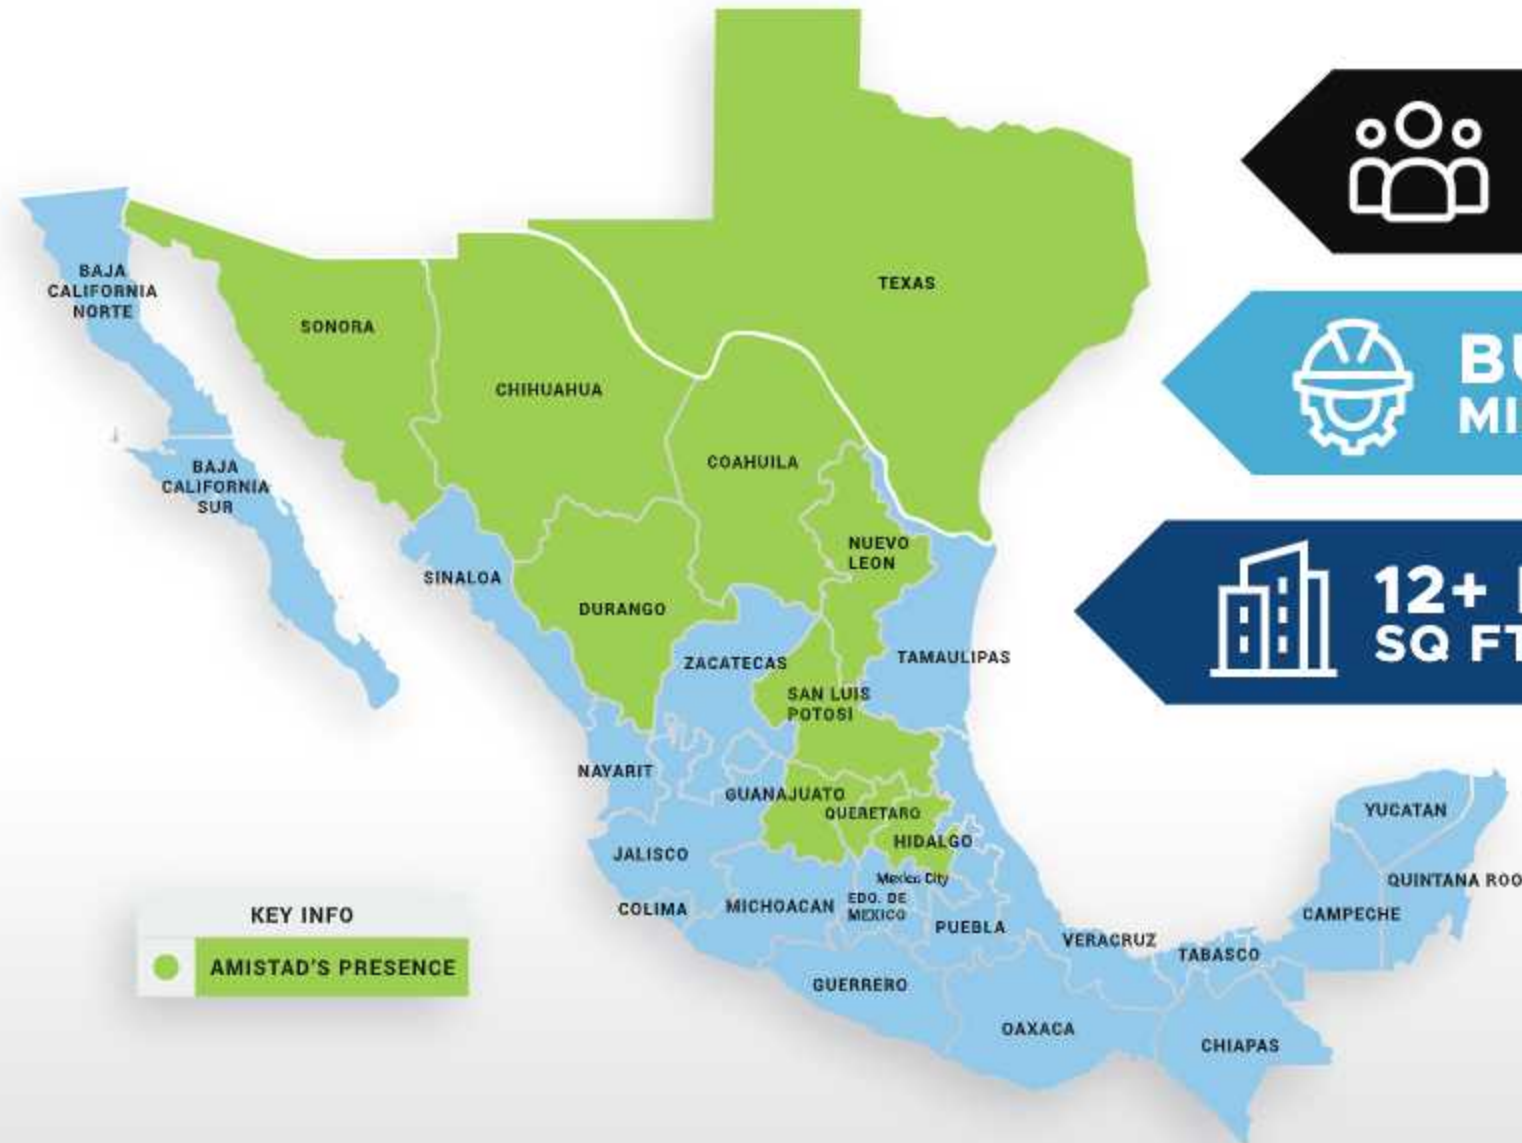 TEXAS
BAJA
CALIFORNIA
NORTE
SONORA
CHIHUAHUA
BAJA
CALIFORNIA
SUR
COAHUILA
NUEVO
LEON
SINALOA
DURANGO
ZACATECAS
TAMAULIPAS
SAN LUIS
POTOSI
NAYARIT
GUANAJUATO
QUERETARO
HIDALGO
JALISCO
Mexico City
COLIMA
MICHOACAN
EDO. DE
MEXICO
PUEBLA
GUERRERO
OAXACA
VERACRUZ
TABASCO
CHIAPAS
YUCATAN
QUINTANA ROO
CAMPECHE
KEY INFO
AMISTAD'S PRESENCE
12+
SQ FT